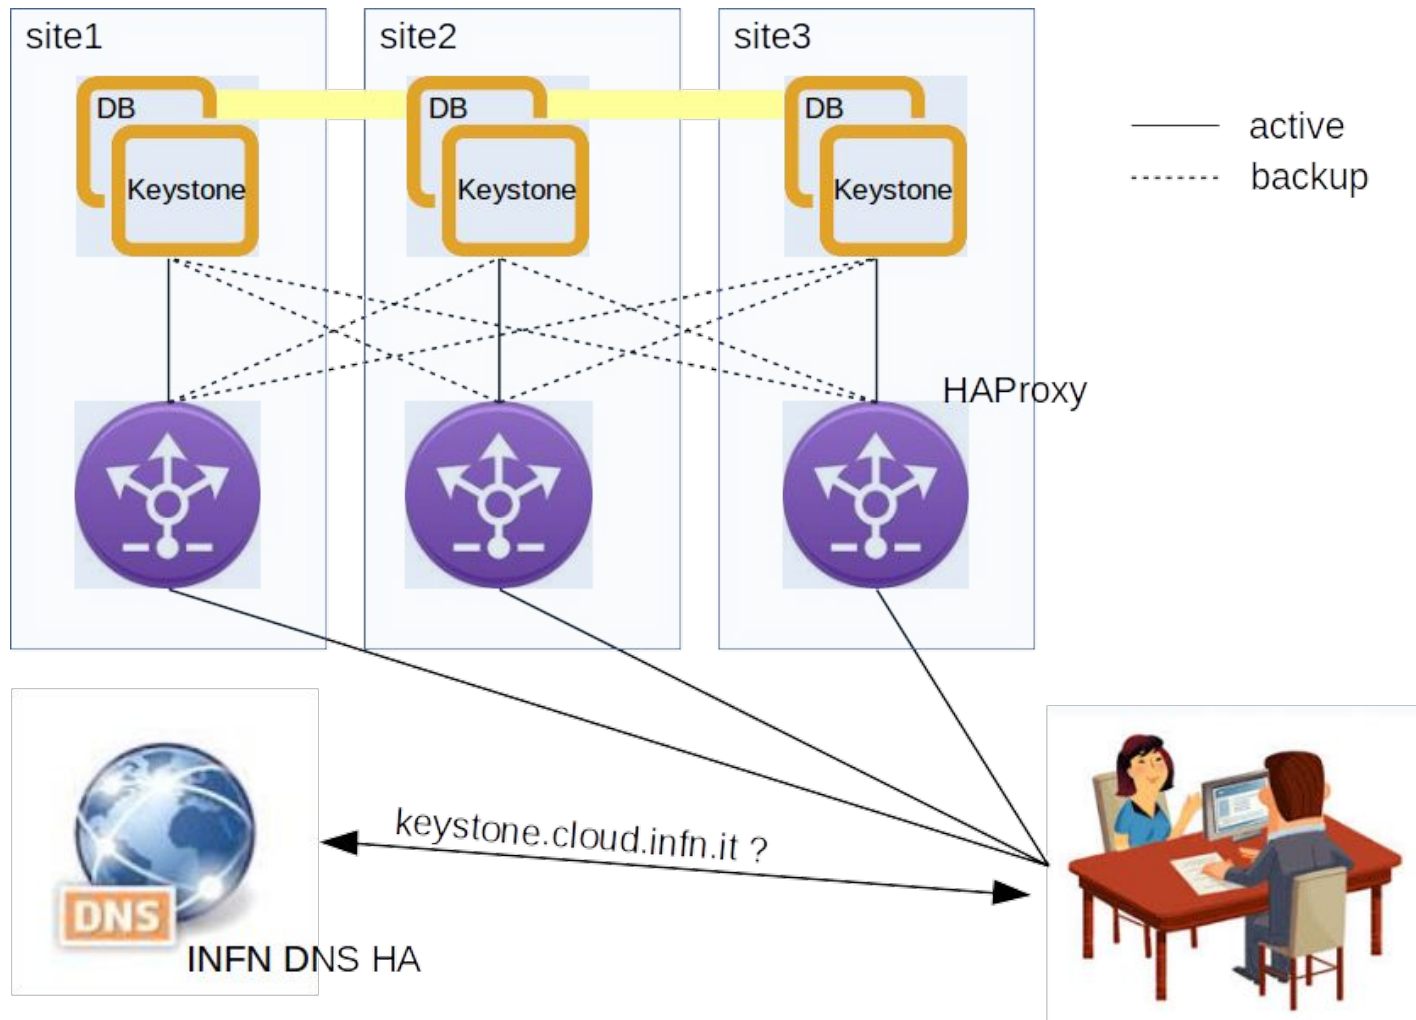 site1
site2
site3
DB
Keystone
DB
Keystone
DB
Keystone
active
backup
HAProxy
keystone.cloud.infn.it ?
DNS
INFN DNS HA